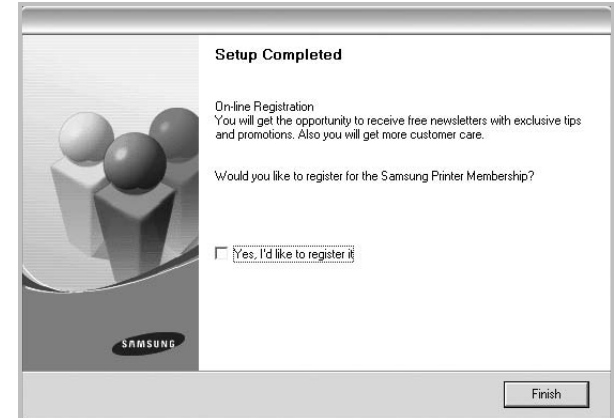 Setup Completed
On-line Registration
You will get the opportunity to receive free newsletters with exclusive tips
and promotions. Also you will get more customer care.
Would you like to register for the Samsung Printer Membership?
Yes, I'd like to register it
SAMSUNG
Finish